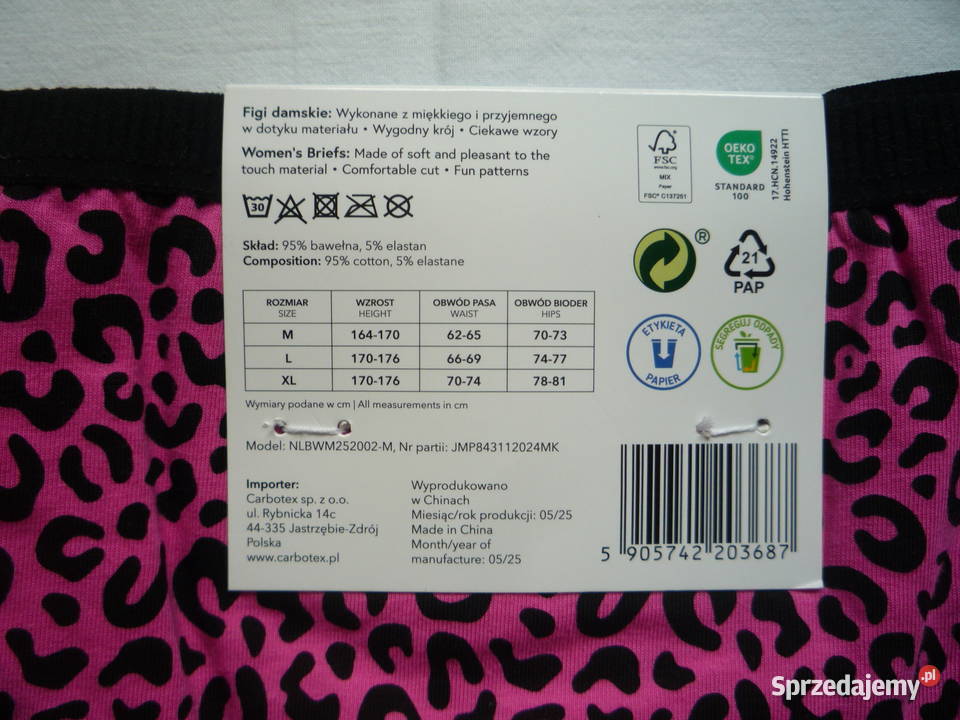 Figi damskie: Wykonane z miękkiego i przyjemnego
w dotyku materiału • Wygodny krój • Ciekawe wzory
Women's Briefs: Made of soft and pleasant to the
touch material • Comfortable cut • Fun patterns
30
Skład: 95% bawełna, 5% elastan
Composition: 95% cotton, 5% elastane
ROZMIAR SIZE WZROST HEIGHT OBWÓD PASA WAIST OBWÓD BIODER HIPS
M 164-170 62-65 70-73
L 170-176 66-69 74-77
XL 170-176 70-74 78-81
Wymiary podane w cm | All measurements in cm
Model: NLBWM252002-M, Nr partii: JMP843112024MK
Importer:
Carbotex sp. z o.o.
ul. Rybnicka 14c
44-335 Jastrzębie-Zdrój
Polska
www.carbotex.pl
Wyprodukowano
w Chinach
Miesiąc/rok produkcji: 05/25
Made in China
Month/year of
manufacture: 05/25
FSC
www.fsc.org
MIX
Paper
FSC® C137261
OEKO
TEX®
STANDARD
100
17.HCN.14922
Hohenstein HTTI
®
21
PAP
ETYKIETA
PAPIER
SEGREGUJ ODPADY
5 905742 203687
Sprzedajemy.pl